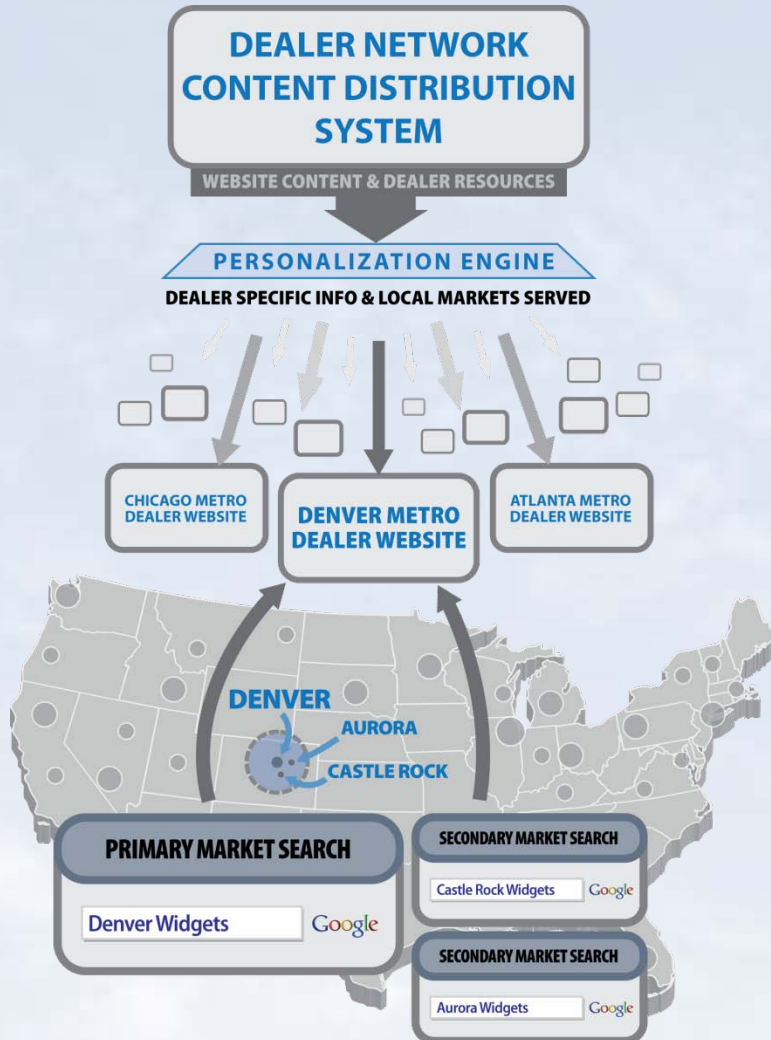 DEALER NETWORK
CONTENT DISTRIBUTION
SYSTEM
WEBSITE CONTENT & DEALER RESOURCES
PERSONALIZATION ENGINE
DEALER SPECIFIC INFO & LOCAL MARKETS SERVED
CHICAGO METRO
DEALER WEBSITE
DENVER METRO
DEALER WEBSITE
ATLANTA METRO
DEALER WEBSITE
DENVER
AURORA
CASTLE ROCK
PRIMARY MARKET SEARCH
Denver Widgets Google
SECONDARY MARKET SEARCH
Castle Rock Widgets Google
SECONDARY MARKET SEARCH
Aurora Widgets Google